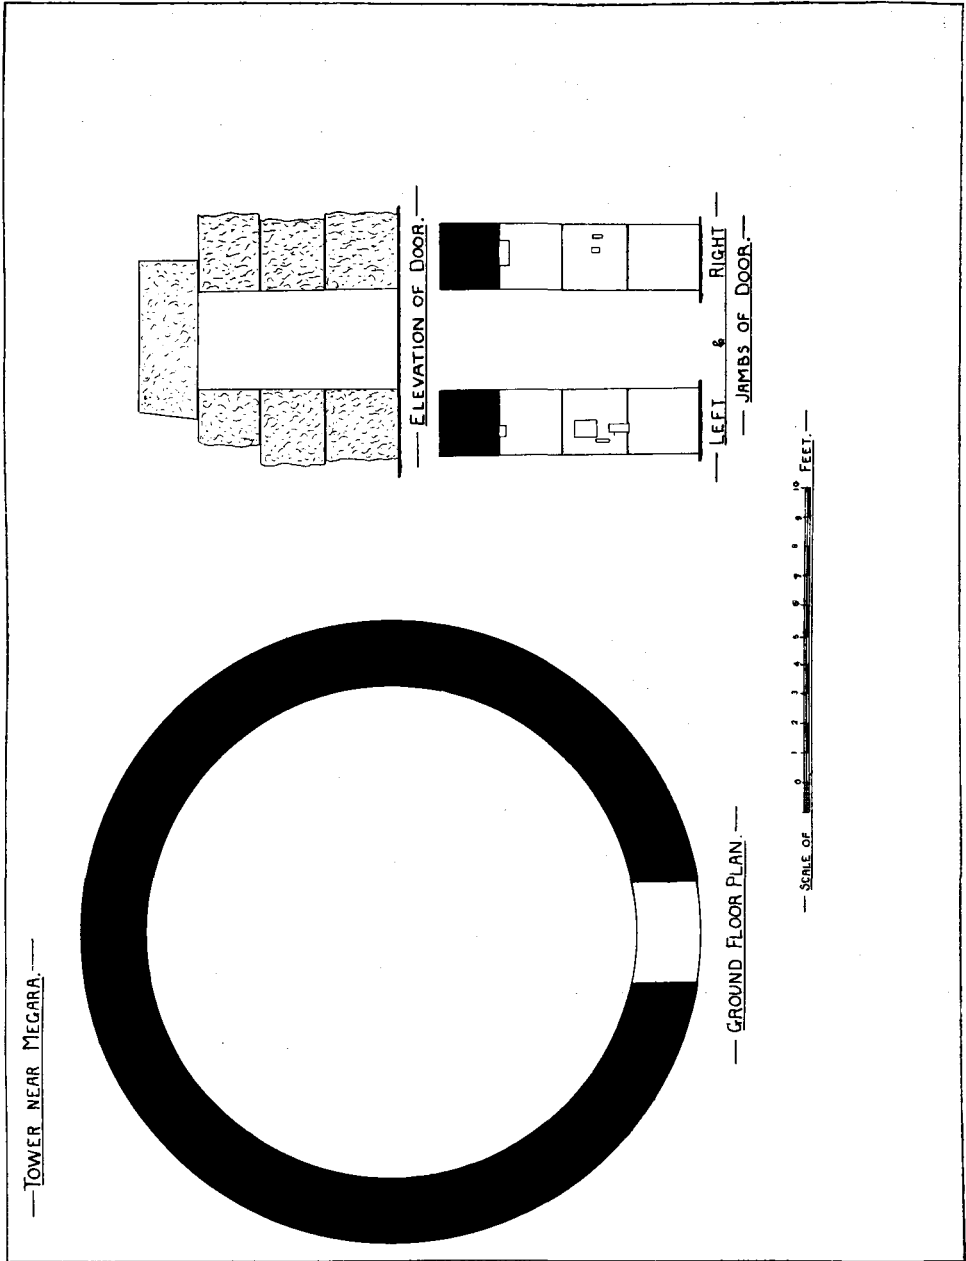 — TOWER NEAR MEGARA. —
— ELEVATION OF DOOR. —
— LEFT & RIGHT —
— JAMBS OF DOOR. —
— GROUND FLOOR PLAN. —
— SCALE OF 0 1 2 3 4 5 6 7 8 9 10 FEET. —